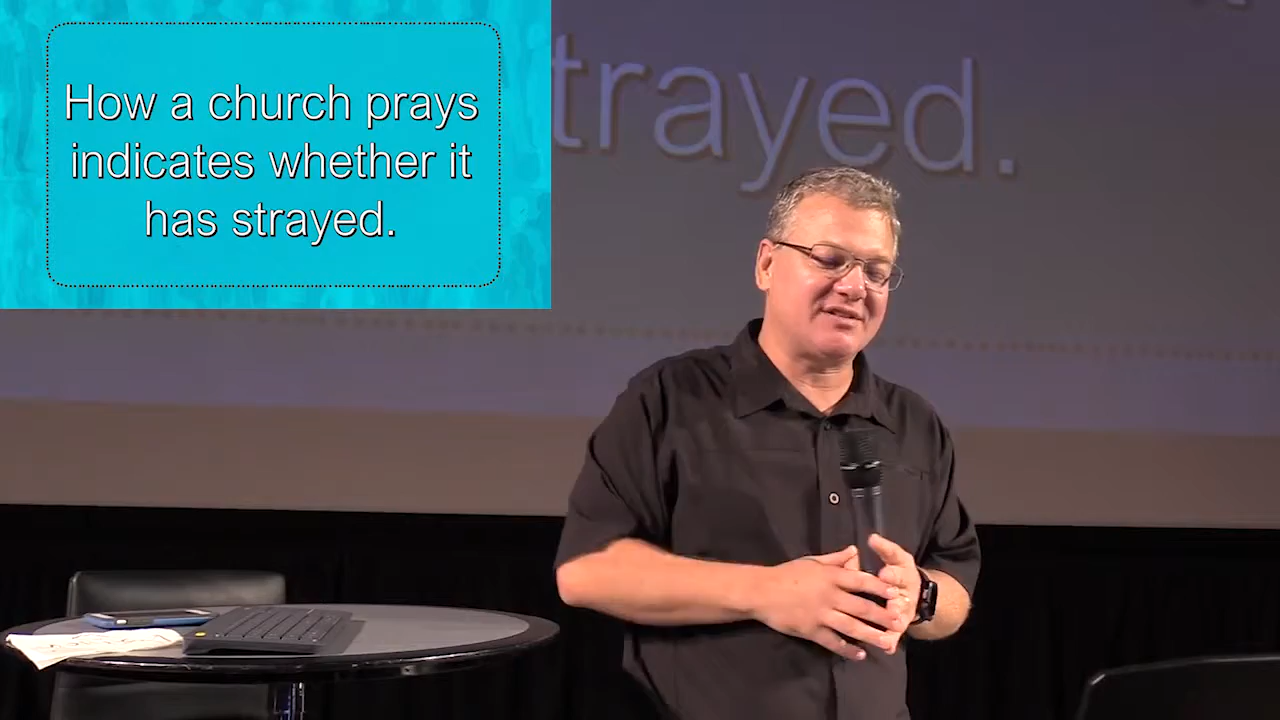 How a church prays
indicates whether it
has strayed.
trayed.